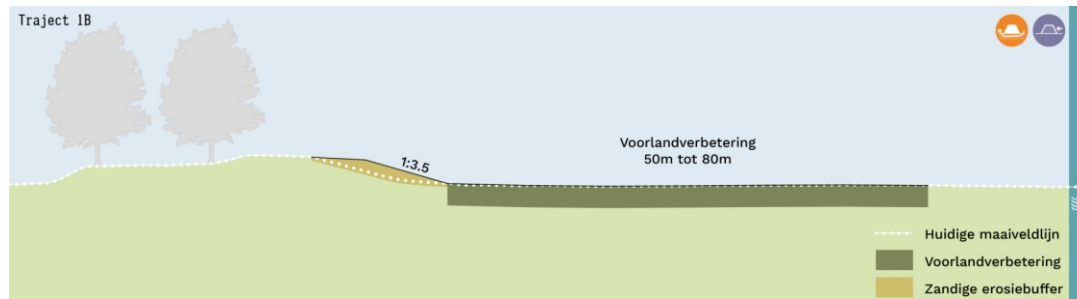 Traject 1B
1:3.5
Voorlandverbetering
50m tot 80m
Huidige maaiveldlijn
Voorlandverbetering
Zandige erosiebuffer